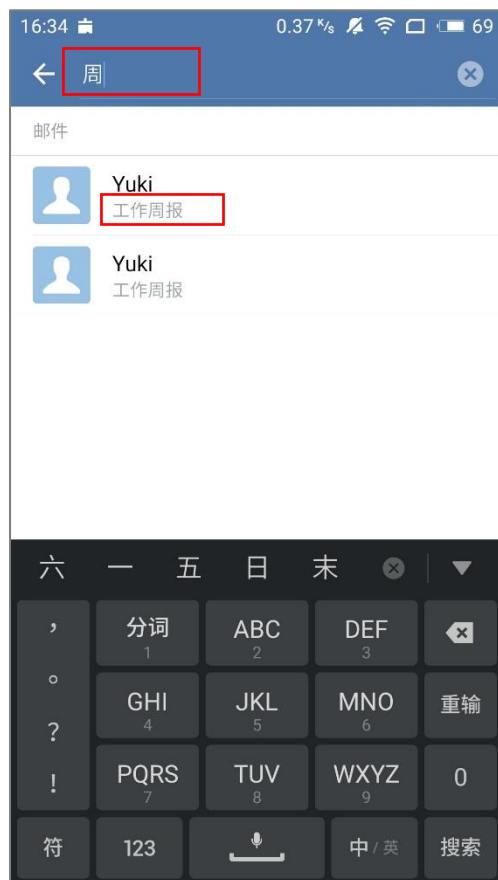 16:34 0.37 K/s 69
周
邮件
Yuki
工作周报
Yuki
工作周报
六 一 五 日 末
， 分词 ABC DEF
1 2 3
。 GHI JKL MNO 重输
4 5 6
？
！ PQRS TUV WXYZ 0
7 8 9
符 123 中/英 搜索